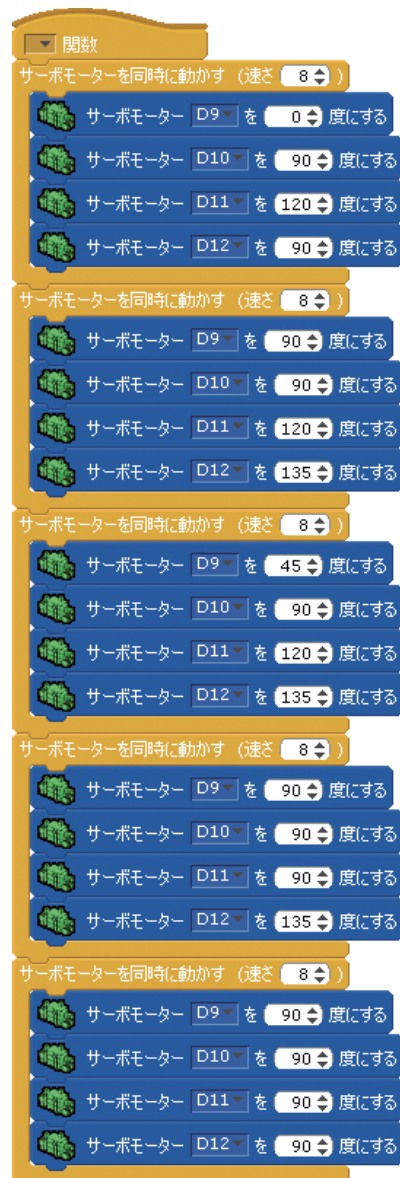 関数
サーボモーターを同時に動かす (速さ 8 )
サーボモーター D9 を 0 度にする
サーボモーター D10 を 90 度にする
サーボモーター D11 を 120 度にする
サーボモーター D12 を 90 度にする
サーボモーターを同時に動かす (速さ 8 )
サーボモーター D9 を 90 度にする
サーボモーター D10 を 90 度にする
サーボモーター D11 を 120 度にする
サーボモーター D12 を 135 度にする
サーボモーターを同時に動かす (速さ 8 )
サーボモーター D9 を 45 度にする
サーボモーター D10 を 90 度にする
サーボモーター D11 を 120 度にする
サーボモーター D12 を 135 度にする
サーボモーターを同時に動かす (速さ 8 )
サーボモーター D9 を 90 度にする
サーボモーター D10 を 90 度にする
サーボモーター D11 を 90 度にする
サーボモーター D12 を 135 度にする
サーボモーターを同時に動かす (速さ 8 )
サーボモーター D9 を 90 度にする
サーボモーター D10 を 90 度にする
サーボモーター D11 を 90 度にする
サーボモーター D12 を 90 度にする